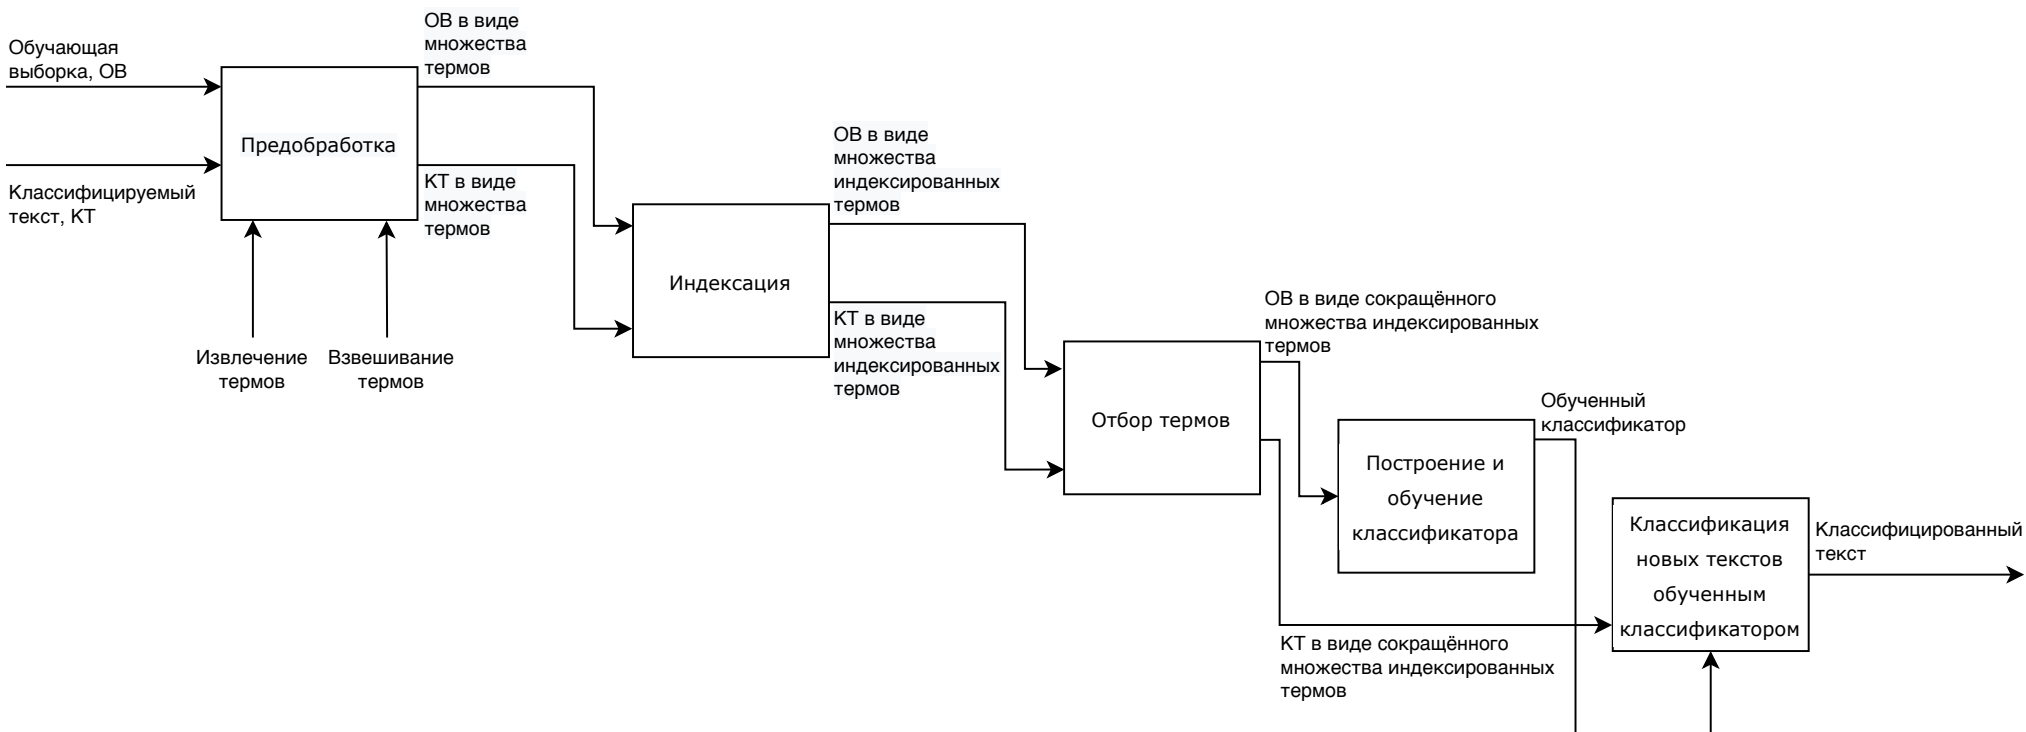 Обучающая
выборка, ОВ
Классифицируемый
текст, КТ
Предобработка
Извлечение
термов
Взвешивание
термов
ОВ в виде
множества
термов
КТ в виде
множества
термов
Индексация
ОВ в виде
множества
индексированных
термов
КТ в виде
множества
индексированных
термов
Отбор термов
ОВ в виде сокращённого
множества индексированных
термов
КТ в виде сокращённого
множества индексированных
термов
Построение и
обучение
классификатора
Обученный
классификатор
Классификация
новых текстов
обученным
классификатором
Классифицированный
текст